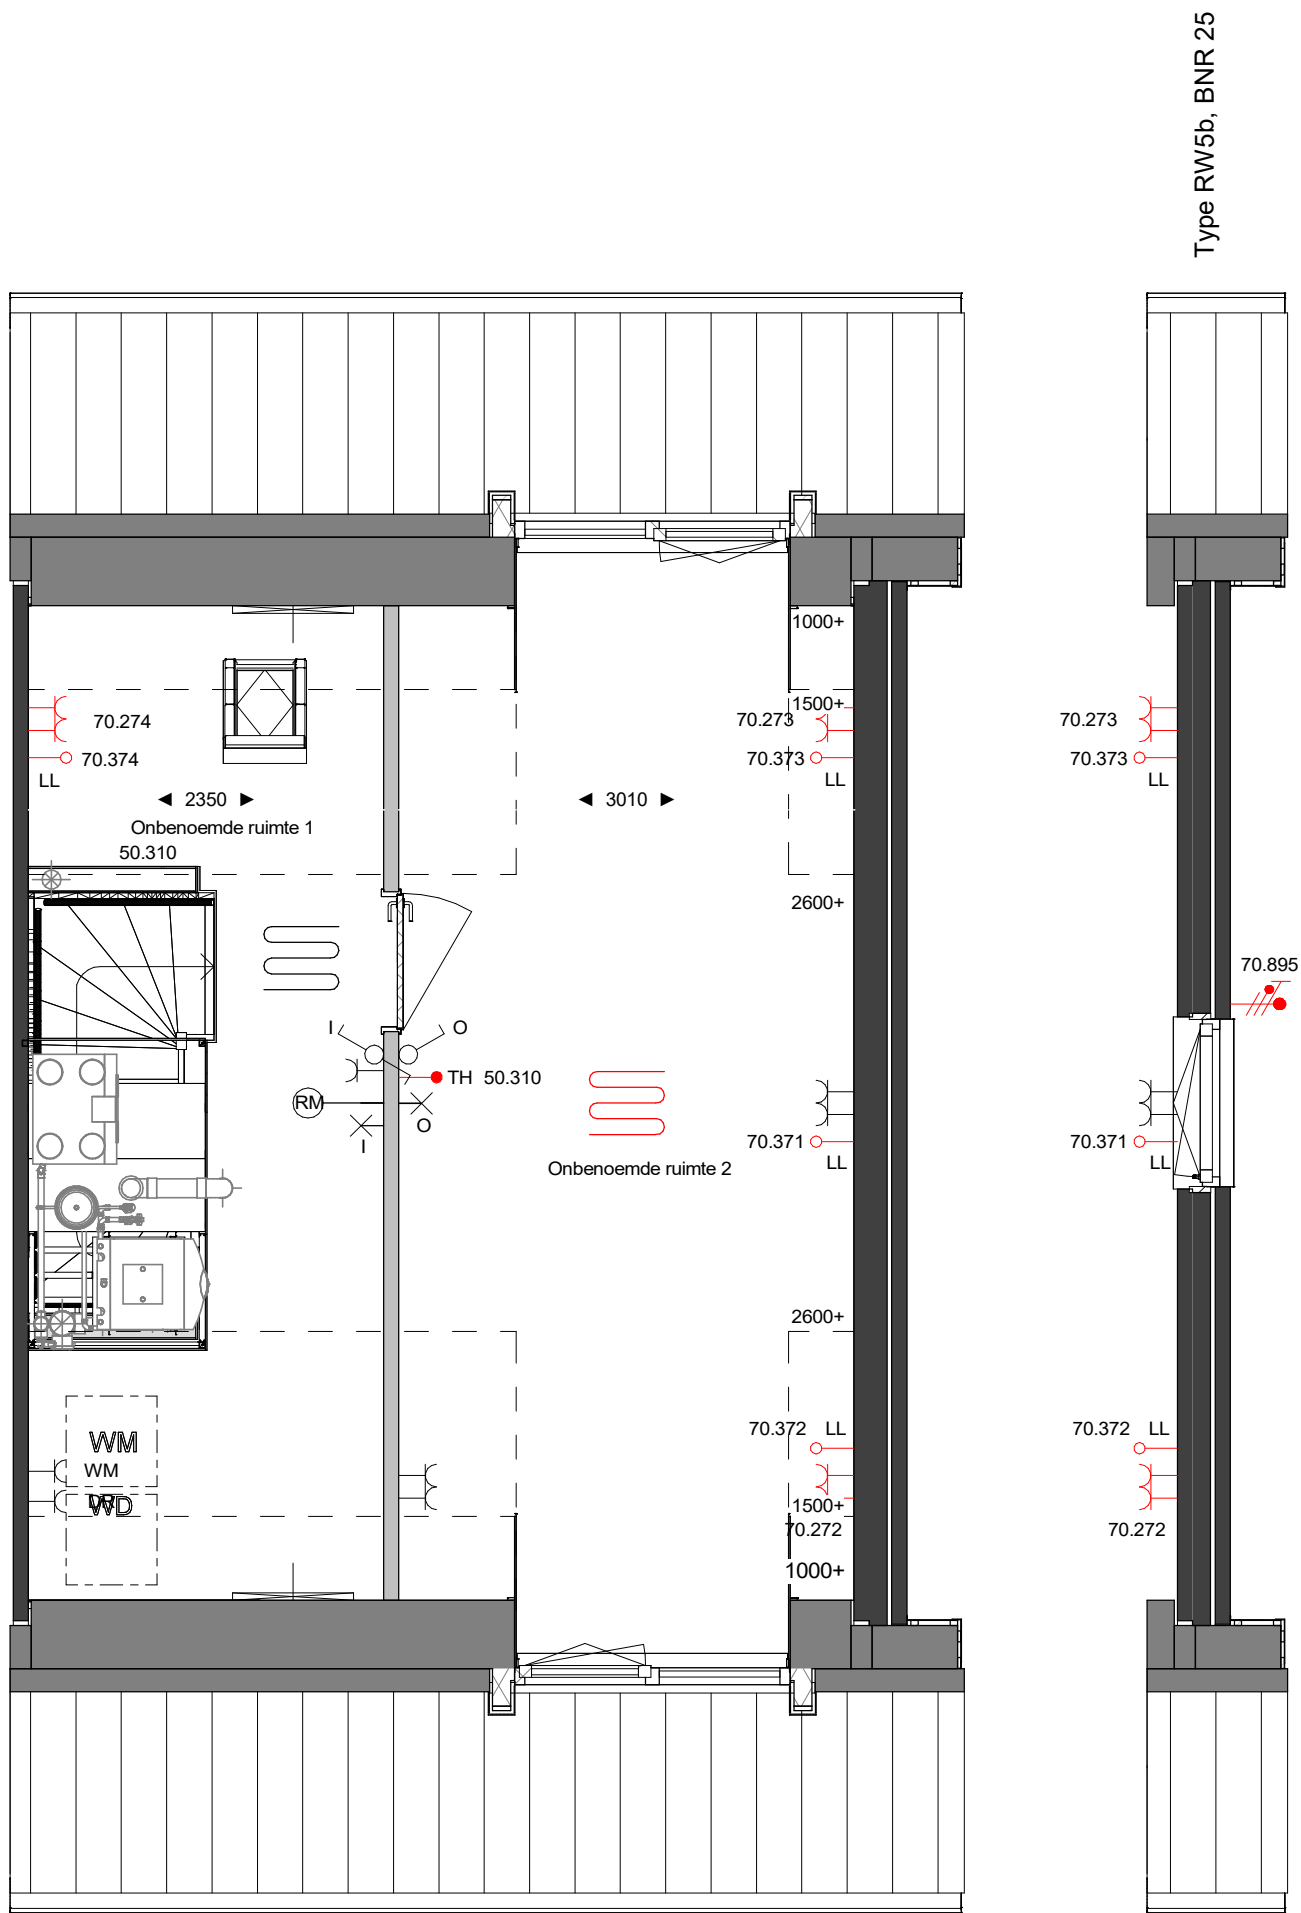 Type RW5b, BNR 25
1000+
1500+
70.274
70.273
70.273
70.374
70.373
70.373
LL
LL
LL
2350
3010
Onbenoemde ruimte 1
50.310
2600+
70.895
I
O
TH 50.310
RM
O
I
70.371
70.371
LL
LL
Onbenoemde ruimte 2
2600+
70.372 LL
70.372 LL
WM
WM
DR
WD
1500+
70.272
70.272
1000+